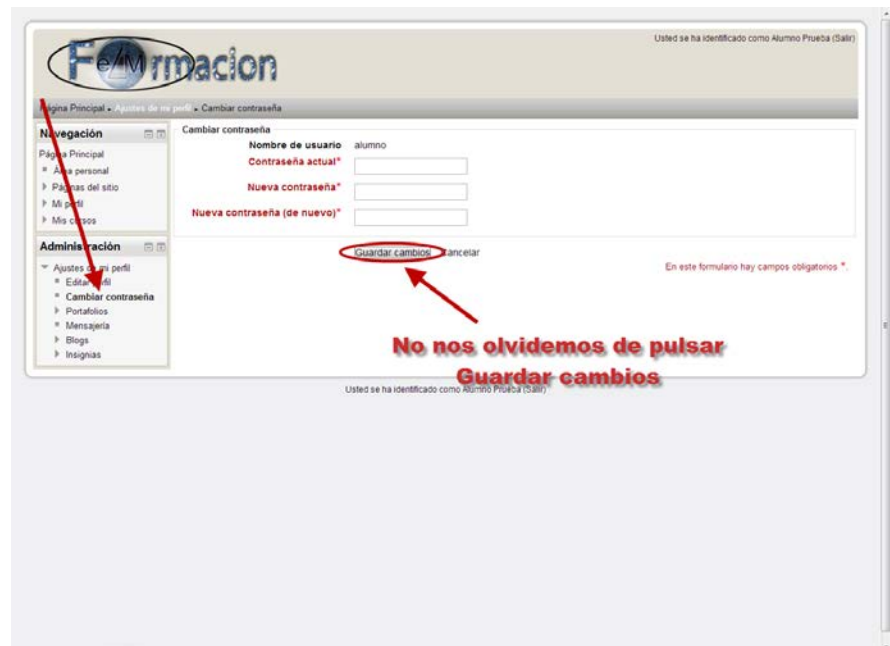 Usted se ha identificado como Alumno Prueba (Salir)
Fe/Mrmacion
Página Principal • Ajustes de mi perfil • Cambiar contraseña
Navegación
Página Principal
Área personal
Páginas del sitio
Mi perfil
Mis cursos
Administración
Ajustes de mi perfil
Editar perfil
Cambiar contraseña
Portafolios
Mensajería
Blogs
Insignias
Cambiar contraseña
Nombre de usuario alumno
Contraseña actual*
Nueva contraseña*
Nueva contraseña (de nuevo)*
Guardar cambios Cancelar
En este formulario hay campos obligatorios *.
No nos olvidemos de pulsar
Guardar cambios
Usted se ha identificado como Alumno Prueba (Salir)